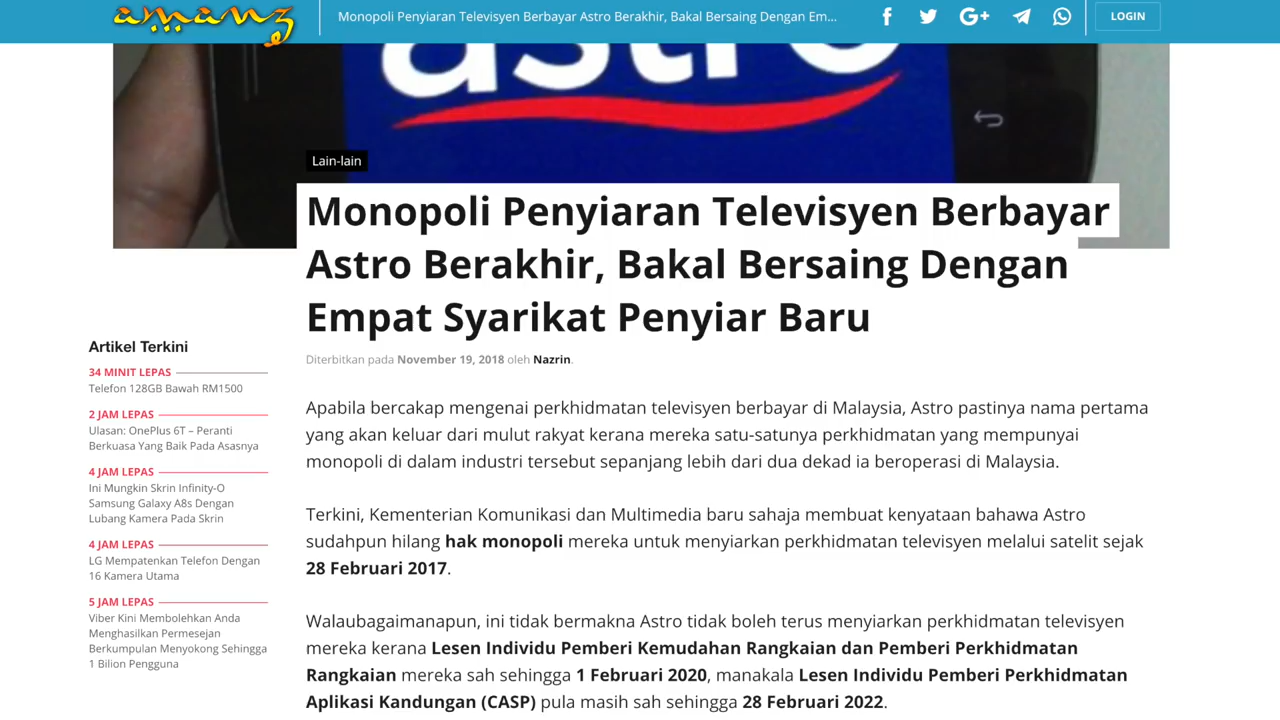 amanz
Monopoli Penyiaran Televisyen Berbayar Astro Berakhir, Bakal Bersaing Dengan Em...
LOGIN
astro
Lain-lain
Monopoli Penyiaran Televisyen Berbayar
Astro Berakhir, Bakal Bersaing Dengan
Empat Syarikat Penyiar Baru
Diterbitkan pada November 19, 2018 oleh Nazrin.
Artikel Terkini
34 MINIT LEPAS
Telefon 128GB Bawah RM1500
2 JAM LEPAS
Ulasan: OnePlus 6T – Peranti
Berkuasa Yang Baik Pada Asasnya
4 JAM LEPAS
Ini Mungkin Skrin Infinity-O
Samsung Galaxy A8s Dengan
Lubang Kamera Pada Skrin
4 JAM LEPAS
LG Mempatenkan Telefon Dengan
16 Kamera Utama
5 JAM LEPAS
Viber Kini Membolehkan Anda
Menghasilkan Permesejan
Berkumpulan Menyokong Sehingga
1 Bilion Pengguna
Apabila bercakap mengenai perkhidmatan televisyen berbayar di Malaysia, Astro pastinya nama pertama
yang akan keluar dari mulut rakyat kerana mereka satu-satunya perkhidmatan yang mempunyai
monopoli di dalam industri tersebut sepanjang lebih dari dua dekad ia beroperasi di Malaysia.
Terkini, Kementerian Komunikasi dan Multimedia baru sahaja membuat kenyataan bahawa Astro
sudahpun hilang hak monopoli mereka untuk menyiarkan perkhidmatan televisyen melalui satelit sejak
28 Februari 2017.
Walaubagaimanapun, ini tidak bermakna Astro tidak boleh terus menyiarkan perkhidmatan televisyen
mereka kerana Lesen Individu Pemberi Kemudahan Rangkaian dan Pemberi Perkhidmatan
Rangkaian mereka sah sehingga 1 Februari 2020, manakala Lesen Individu Pemberi Perkhidmatan
Aplikasi Kandungan (CASP) pula masih sah sehingga 28 Februari 2022.